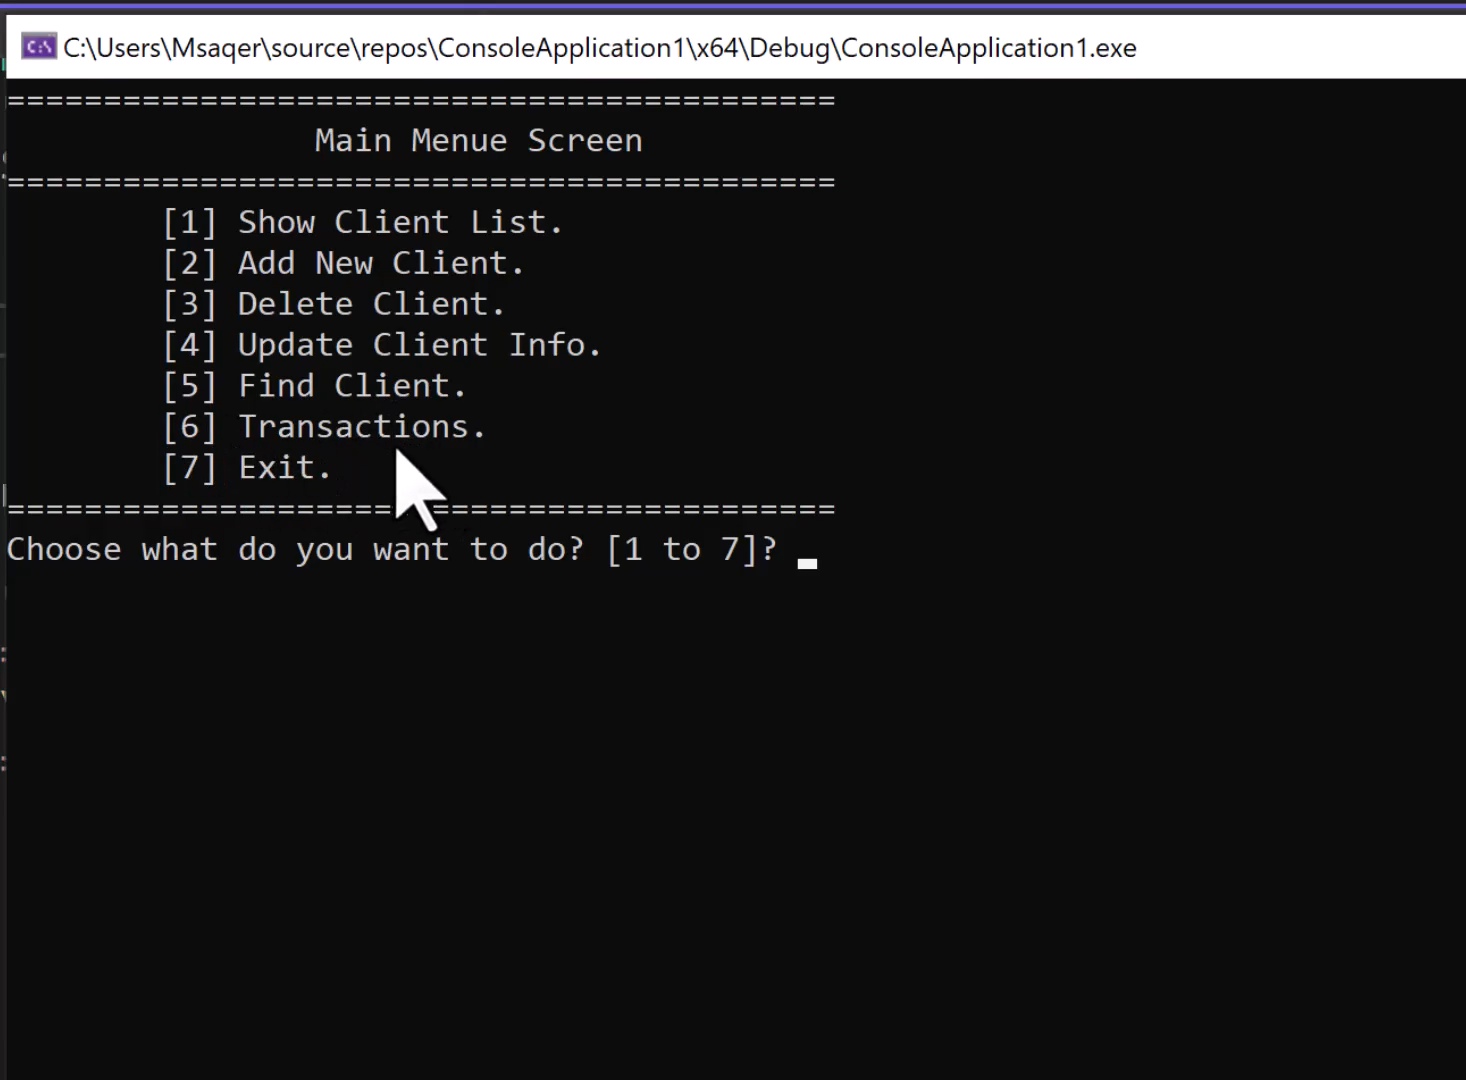 C:\Users\Msaqer\source\repos\ConsoleApplication1\x64\Debug\ConsoleApplication1.exe
===========================================
Main Menue Screen
===========================================
[1] Show Client List.
[2] Add New Client.
[3] Delete Client.
[4] Update Client Info.
[5] Find Client.
[6] Transactions.
[7] Exit.
===========================================
Choose what do you want to do? [1 to 7]?